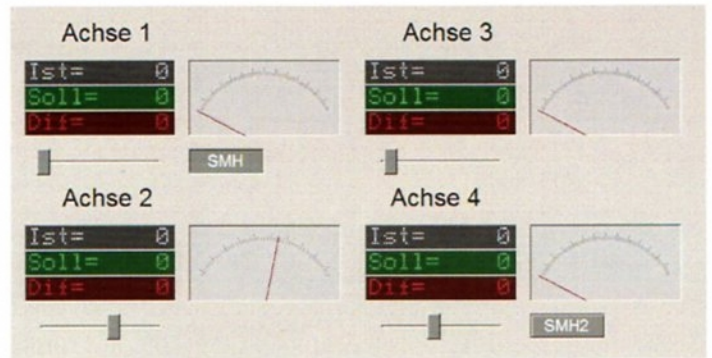 Achse 1
Ist= 0
Soll= 0
Dif= 0
SMH
Achse 3
Ist= 0
Soll= 0
Dif= 0
Achse 2
Ist= 0
Soll= 0
Dif= 0
Achse 4
Ist= 0
Soll= 0
Dif= 0
SMH2